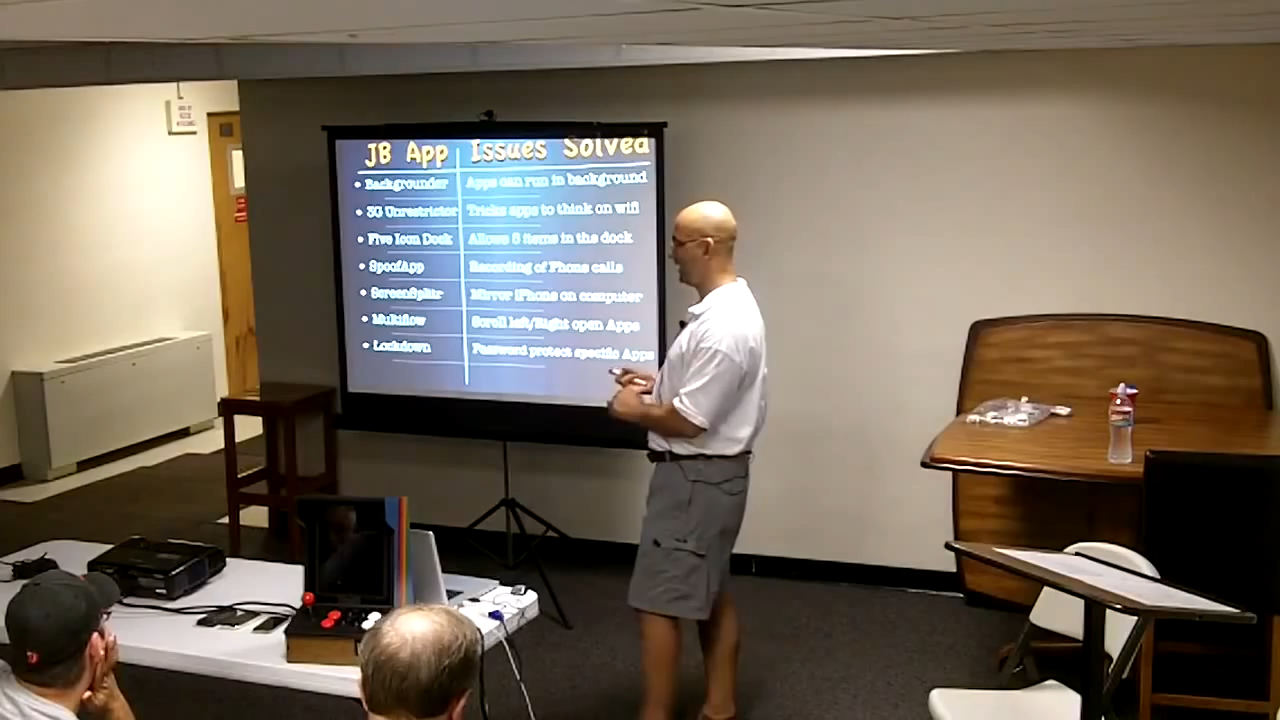 JB App Issues Solved
• Backgrounder Apps can run in background
• 3G Unrestrictor Tricks apps to think on wifi
• Five Icon Dock Allows 5 items in the dock
• SpoofApp Recording of Phone calls
• ScreenSplitr Mirror iPhone on computer
• Multiflow Scroll left/Right open Apps
• Lockdown Password protect specific Apps